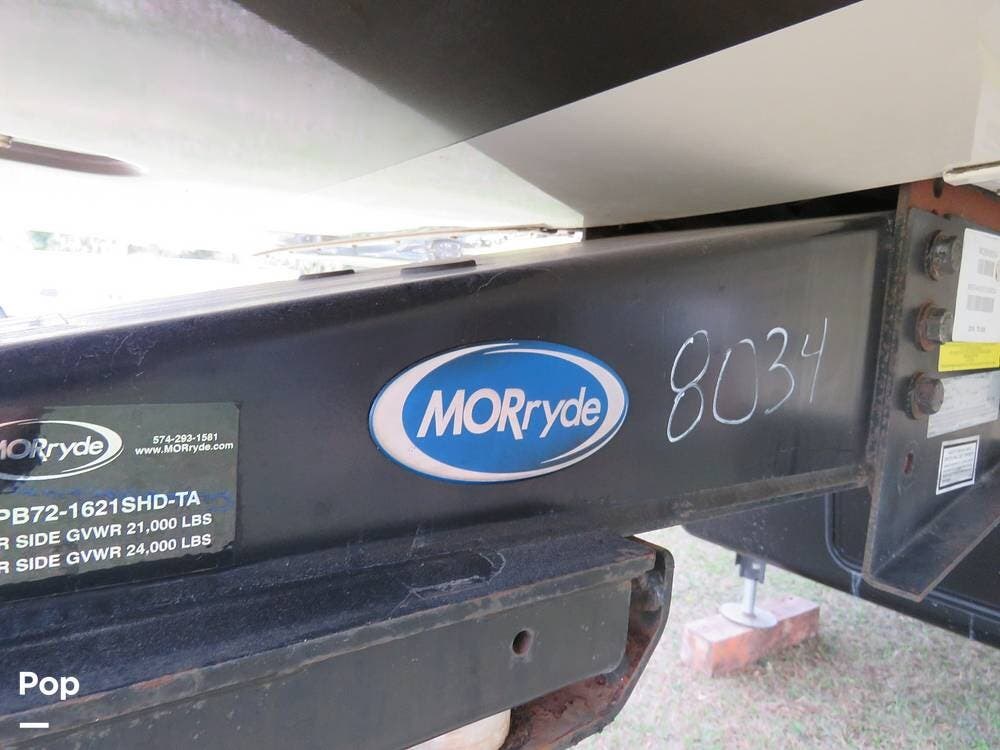 MORryde
8034
MORryde
574-293-1581
www.MORryde.com
PB72-1621SHD-TA
SIDE GVWR 21,000 LBS
SIDE GVWR 24,000 LBS
Pop